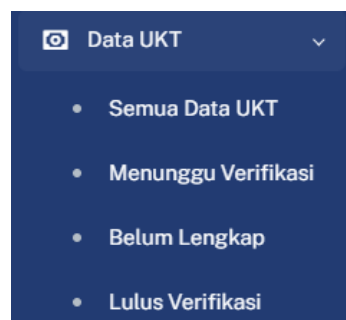 Data UKT
Semua Data UKT
Menunggu Verifikasi
Belum Lengkap
Lulus Verifikasi